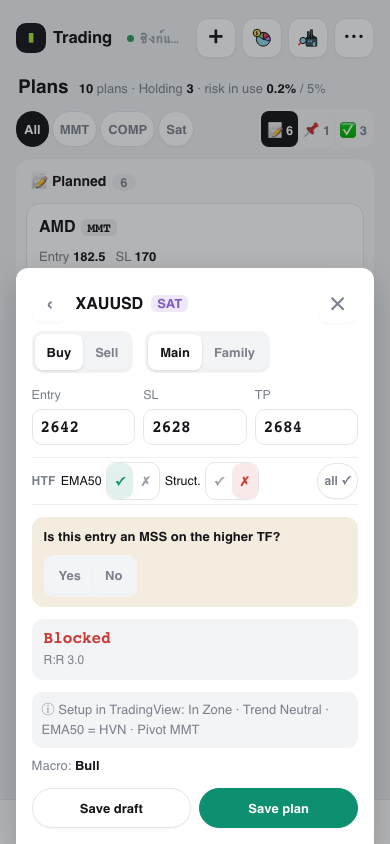 Trading
ซิงก์แ...
Plans 10 plans · Holding 3 · risk in use 0.2% / 5%
All MMT COMP Sat 6 1 3
Planned 6
AMD MMT
Entry 182.5 SL 170
XAUUSD SAT
Buy Sell Main Family
Entry SL TP
2642 2628 2684
HTF EMA50 ✓ ✗ Struct. ✓ ✗ all ✓
Is this entry an MSS on the higher TF?
Yes No
Blocked
R:R 3.0
ⓘ Setup in TradingView: In Zone · Trend Neutral ·
EMA50 = HVN · Pivot MMT
Macro: Bull
Save draft Save plan